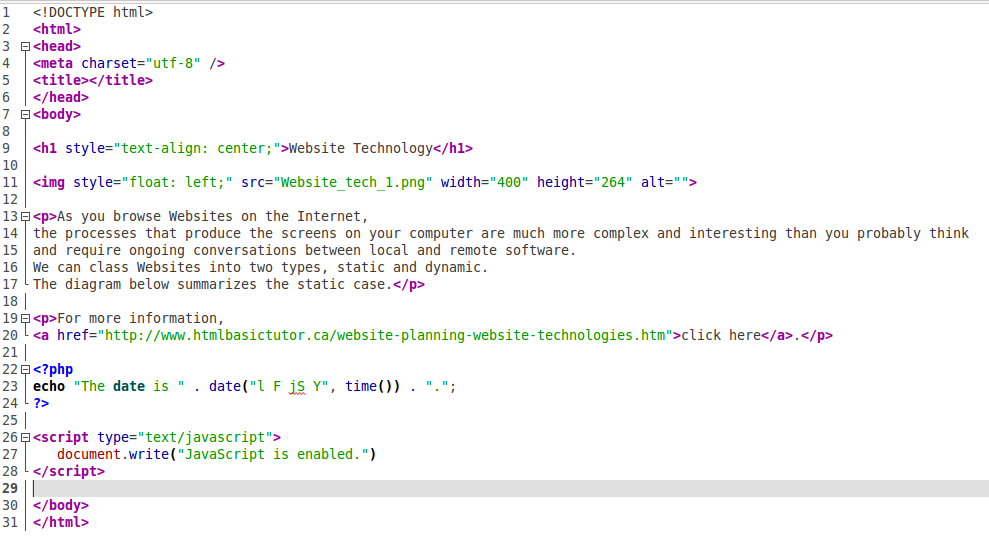 1 <!DOCTYPE html>
2 <html>
3 <head>
4 <meta charset="utf-8" />
5 <title></title>
6 </head>
7 <body>
8
9 <h1 style="text-align: center;">Website Technology</h1>
10
11 <img style="float: left;" src="Website_tech_1.png" width="400" height="264" alt="">
12
13 <p>As you browse Websites on the Internet,
14 the processes that produce the screens on your computer are much more complex and interesting than you probably think
15 and require ongoing conversations between local and remote software.
16 We can class Websites into two types, static and dynamic.
17 The diagram below summarizes the static case.</p>
18
19 <p>For more information,
20 <a href="http://www.htmlbasictutor.ca/website-planning-website-technologies.htm">click here</a>.</p>
21
22 <?php
23 echo "The date is " . date("l F jS Y", time()) . ".";
24 ?>
25
26 <script type="text/javascript">
27    document.write("JavaScript is enabled.")
28 </script>
29
30 </body>
31 </html>